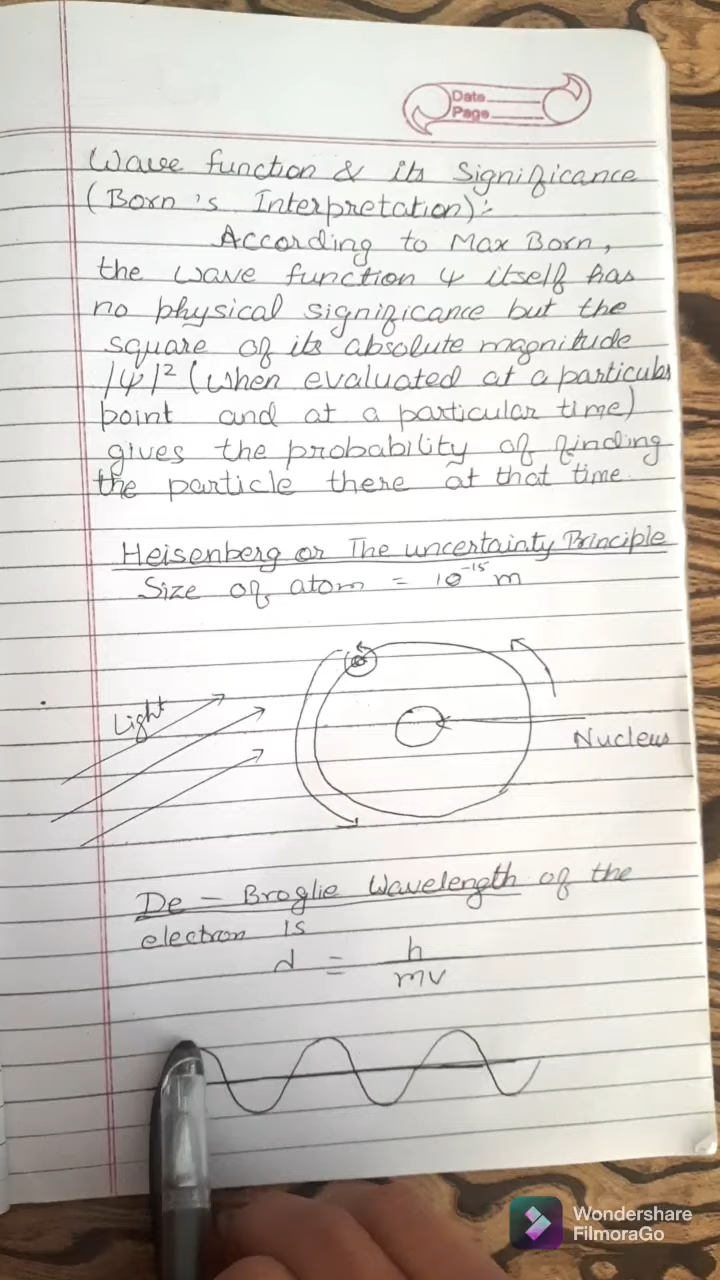 Date
Page
Wave function & its Significance
(Born's Interpretation):-
According to Max Born,
the wave function ψ itself has
no physical significance but the
square of its absolute magnitude
|ψ|² (when evaluated at a particular
point and at a particular time)
gives the probability of finding
the particle there at that time.
Heisenberg or The uncertainty Principle
Size of atom = 10⁻¹⁵ m
Light
Nucleus
De - Broglie Wavelength of the
electron is
λ = h
mv
Wondershare
FilmoraGo